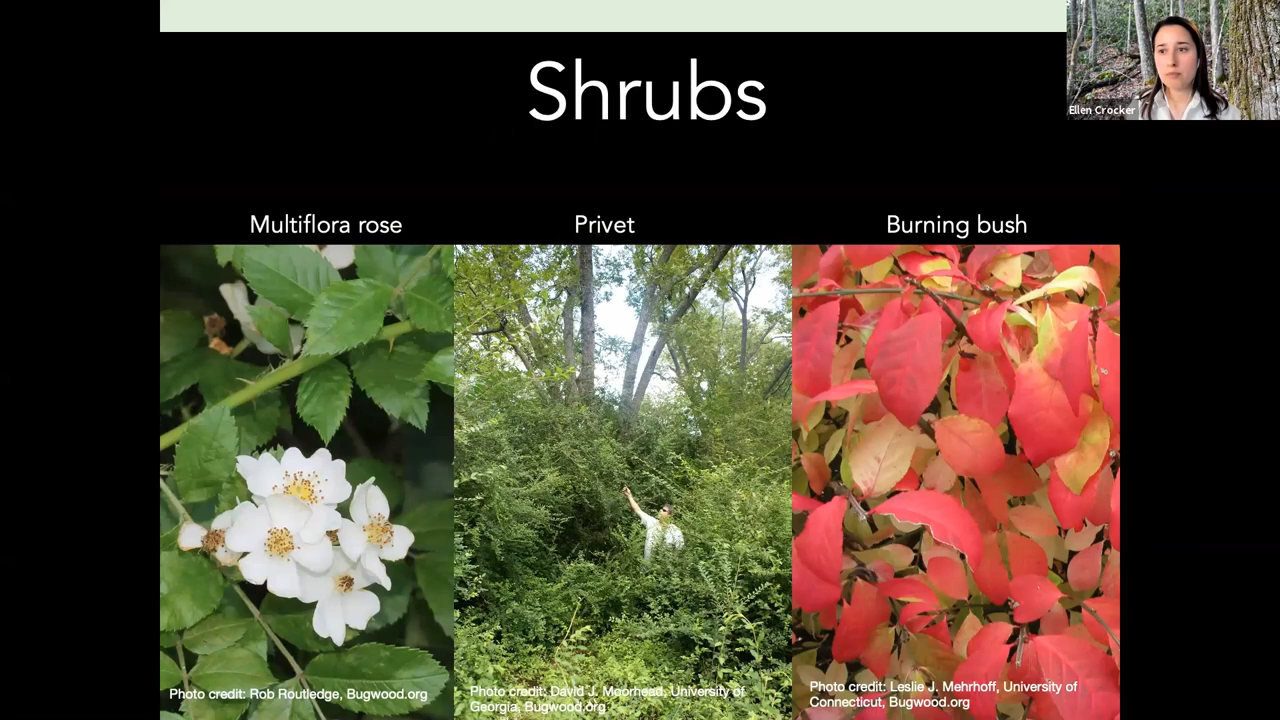 Shrubs
Ellen Crocker
Multiflora rose
Privet
Burning bush
Photo credit: Rob Routledge, Bugwood.org
Photo credit: David J. Moorhead, University of
Georgia, Bugwood.org
Photo credit: Leslie J. Mehrhoff, University of
Connecticut, Bugwood.org